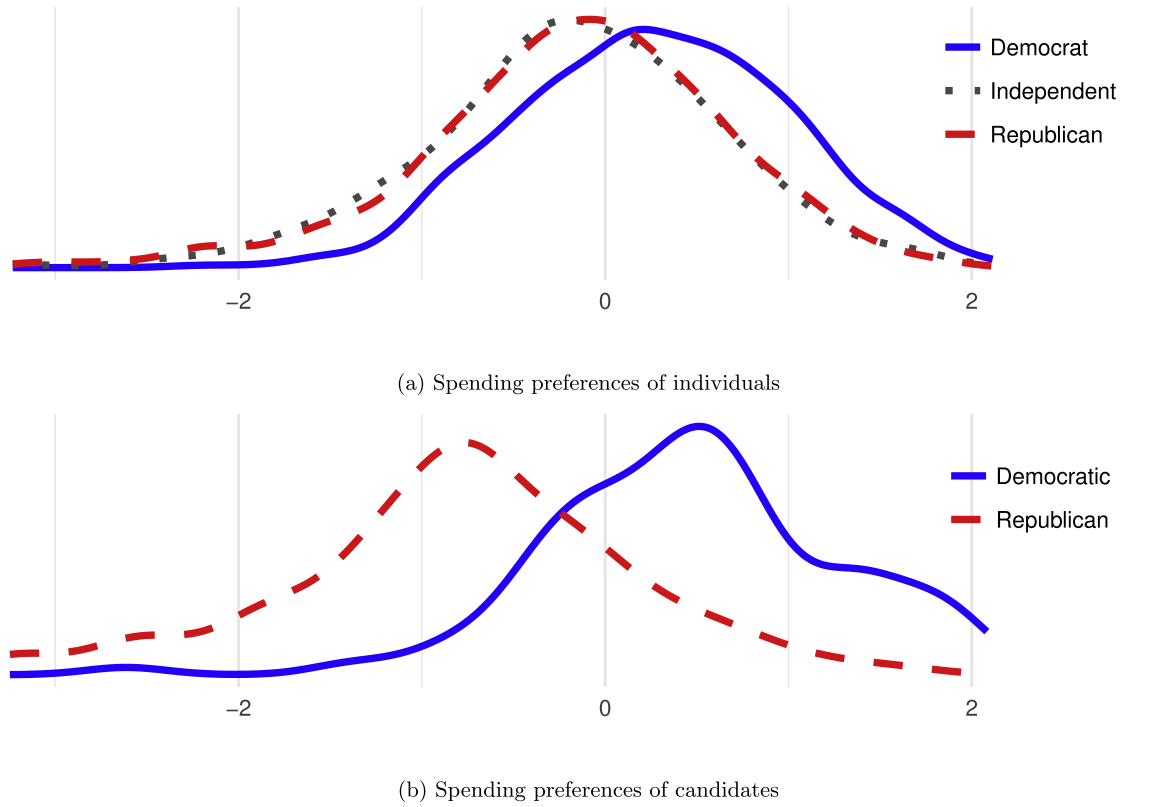 Democrat
Independent
Republican
−2 0 2
(a) Spending preferences of individuals
Democratic
Republican
−2 0 2
(b) Spending preferences of candidates